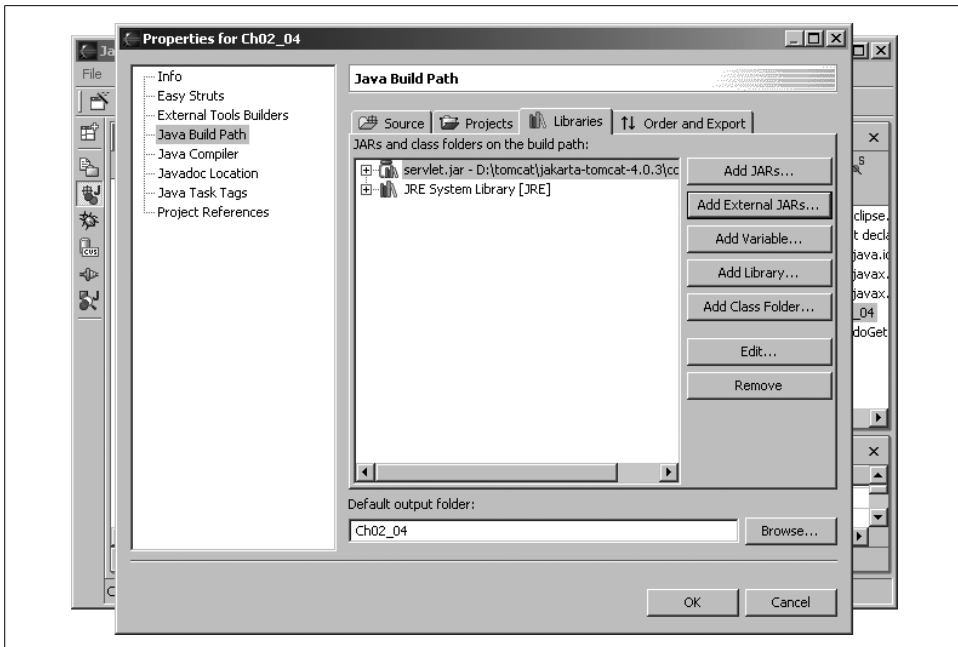 Properties for Ch02_04
Ja
File
Info
Easy Struts
External Tools Builders
Java Build Path
Java Compiler
Javadoc Location
Java Task Tags
Project References
Java Build Path
Source
Projects
Libraries
Order and Export
JARs and class folders on the build path:
servlet.jar - D:\tomcat\jakarta-tomcat-4.0.3\cc
JRE System Library [JRE]
Add JARs...
Add External JARs...
Add Variable...
Add Library...
Add Class Folder...
Edit...
Remove
Default output folder:
Ch02_04
Browse...
OK
Cancel
S
clipse.
t decla
java.io
javax.
javax.
_04
doGet
CVS
C